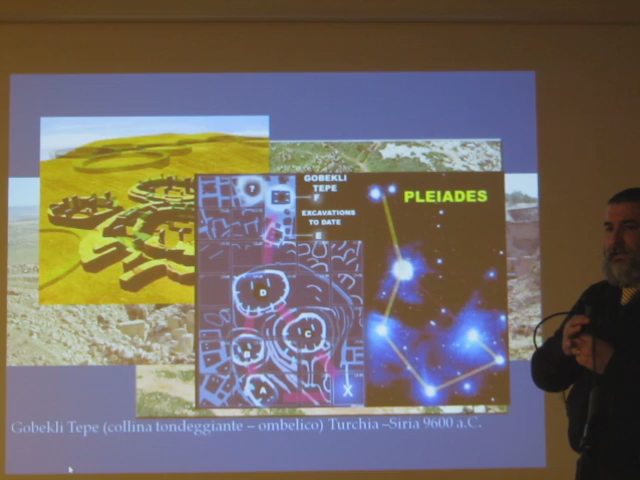 GOBEKLI
TEPE
F
EXCAVATIONS
TO DATE
E
?
D
C
B
A
X
PLEIADES
Gobekli Tepe (collina tondeggiante – ombelico) Turchia –Siria 9600 a.C.